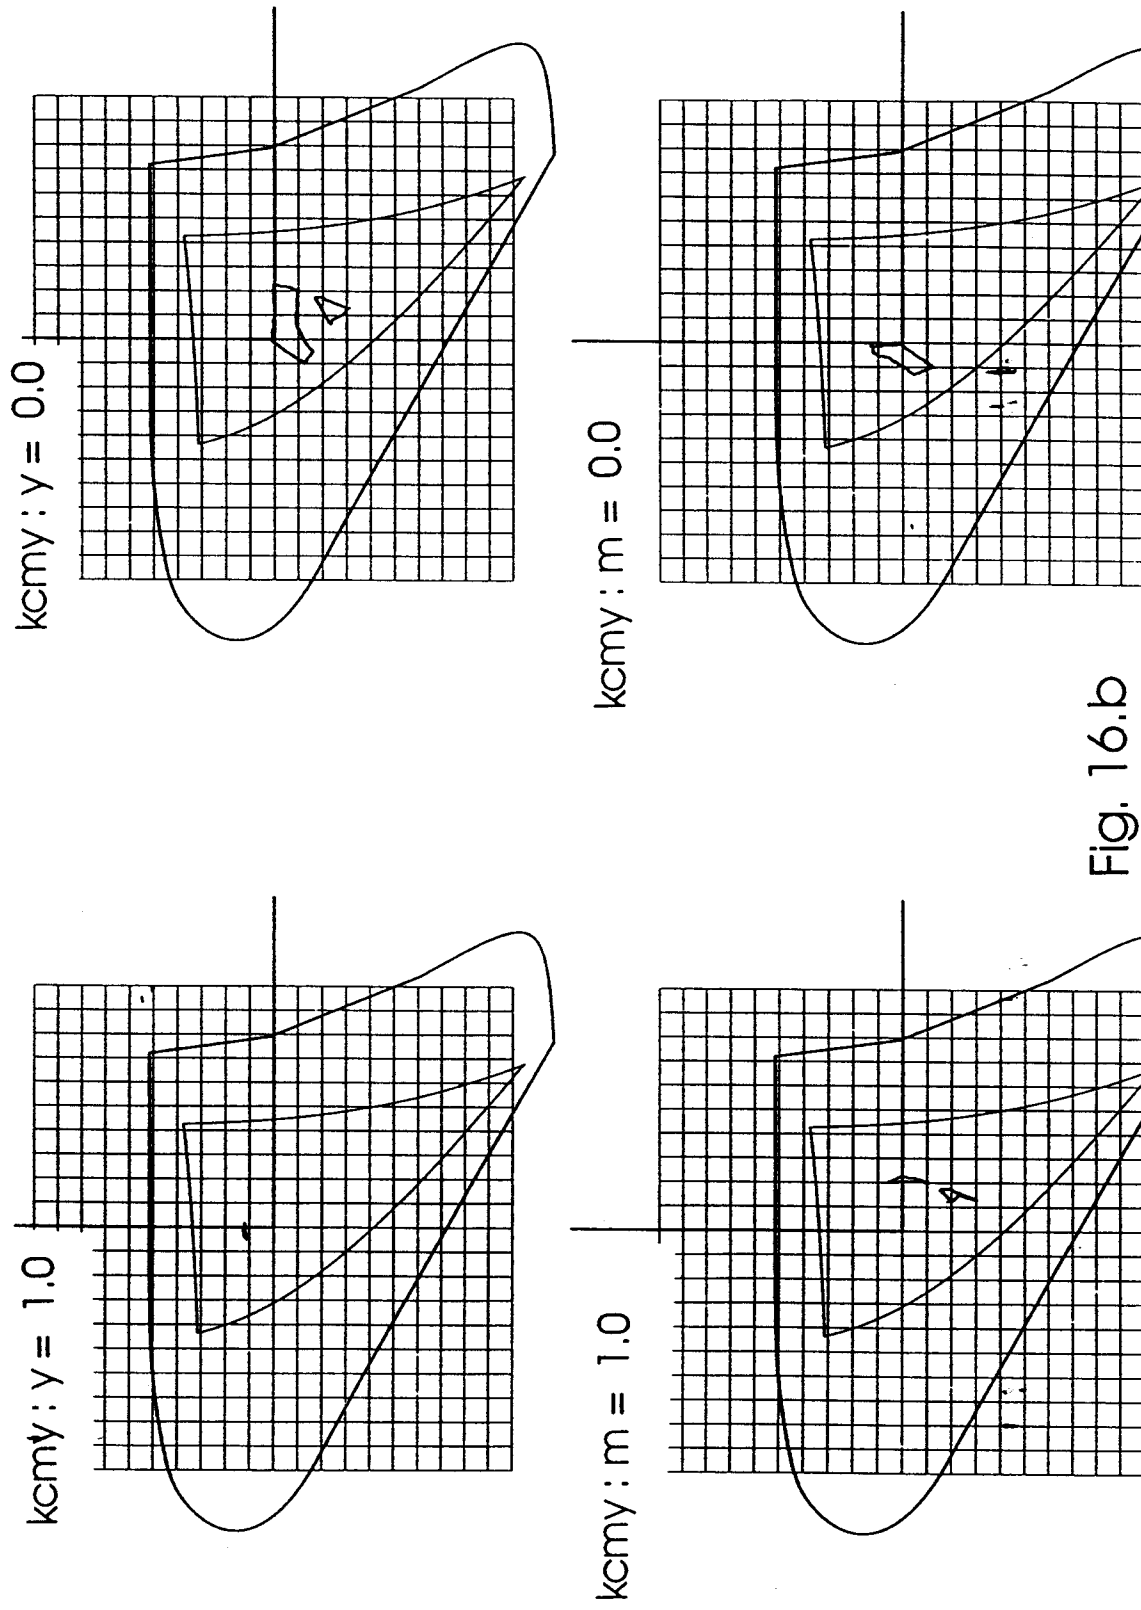 kcmy : y = 1.0
kcmy : y = 0.0
kcmy : m = 1.0
kcmy : m = 0.0
Fig. 16.b